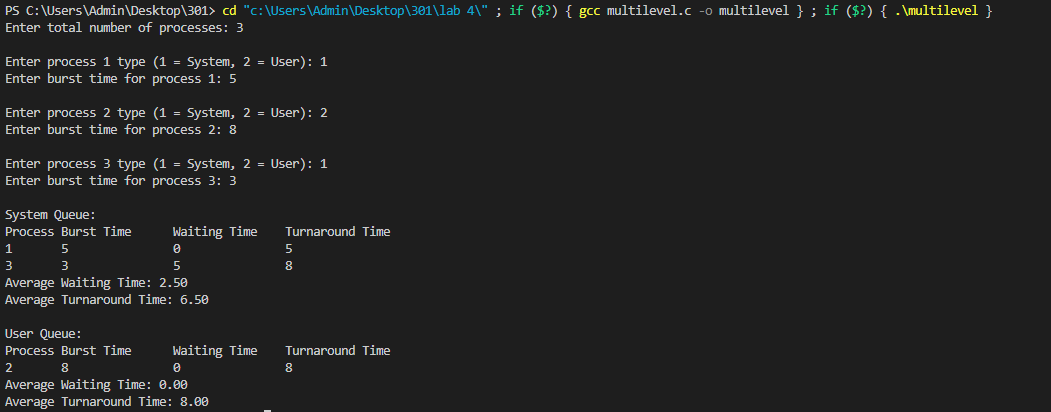 PS C:\Users\Admin\Desktop\301> cd "c:\Users\Admin\Desktop\301\lab 4\" ; if ($?) { gcc multilevel.c -o multilevel } ; if ($?) { .\multilevel }
Enter total number of processes: 3
Enter process 1 type (1 = System, 2 = User): 1
Enter burst time for process 1: 5
Enter process 2 type (1 = System, 2 = User): 2
Enter burst time for process 2: 8
Enter process 3 type (1 = System, 2 = User): 1
Enter burst time for process 3: 3
System Queue:
Process Burst Time      Waiting Time    Turnaround Time
1       5               0               5
3       3               5               8
Average Waiting Time: 2.50
Average Turnaround Time: 6.50
User Queue:
Process Burst Time      Waiting Time    Turnaround Time
2       8               0               8
Average Waiting Time: 0.00
Average Turnaround Time: 8.00